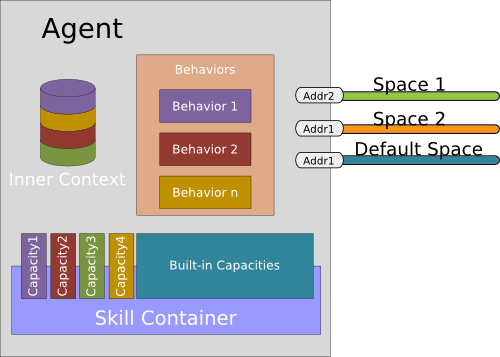 Agent
Behaviors
Behavior 1
Behavior 2
Behavior n
Inner Context
Addr2
Space 1
Addr1
Space 2
Addr1
Default Space
Capacity1
Capacity2
Capacity3
Capacity4
Built-in Capacities
Skill Container